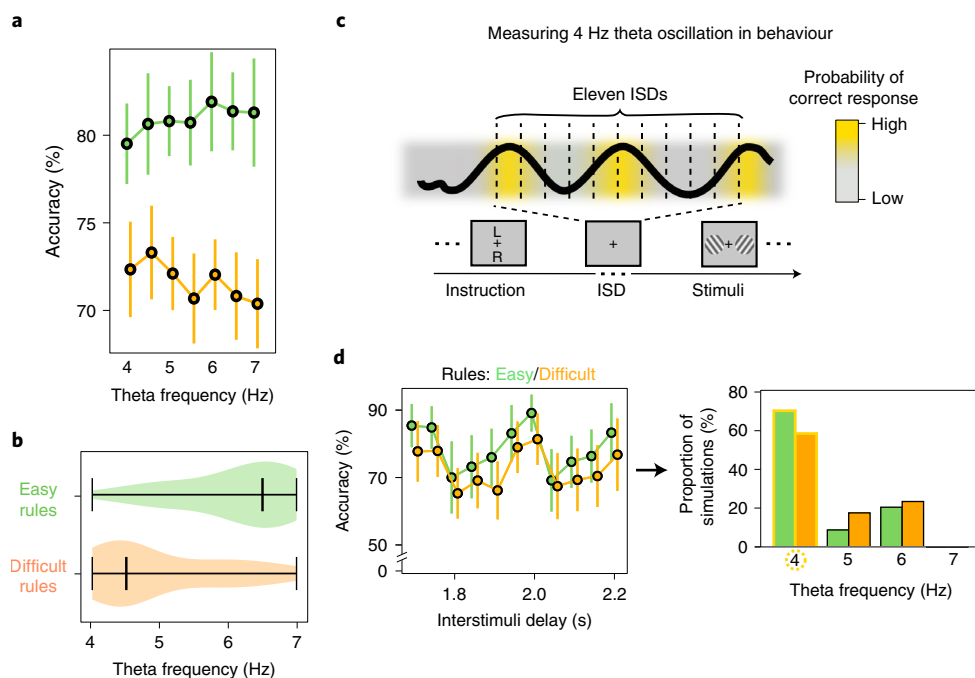 a
Accuracy (%)
80
75
70
4 5 6 7
Theta frequency (Hz)
b
Easy
rules
Difficult
rules
4 5 6 7
Theta frequency (Hz)
c
Measuring 4 Hz theta oscillation in behaviour
Eleven ISDs
Probability of
correct response
High
Low
L
+
R
+
+
Instruction
ISD
Stimuli
d
Rules: Easy/Difficult
Accuracy (%)
90
70
50
0
1.8 2.0 2.2
Interstimuli delay (s)
Proportion of
simulations (%)
80
60
40
20
0
4 5 6 7
Theta frequency (Hz)